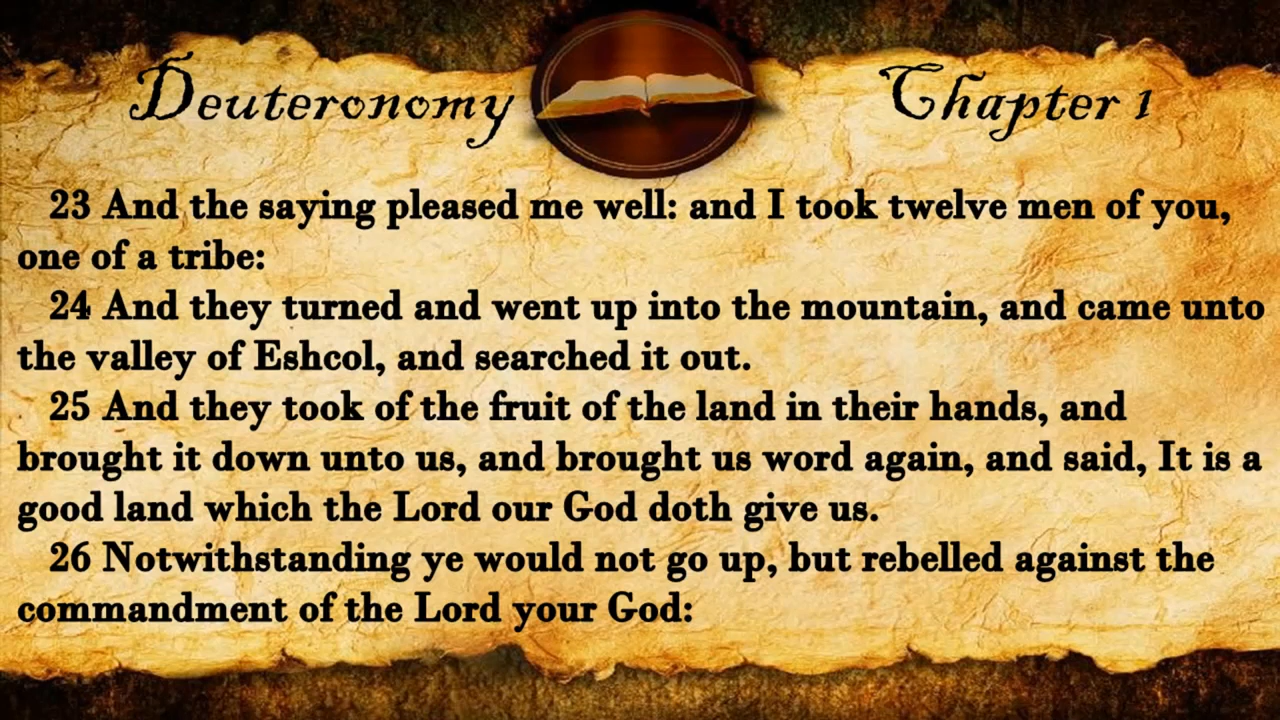 Deuteronomy Chapter 1
23 And the saying pleased me well: and I took twelve men of you,
one of a tribe:
24 And they turned and went up into the mountain, and came unto
the valley of Eshcol, and searched it out.
25 And they took of the fruit of the land in their hands, and
brought it down unto us, and brought us word again, and said, It is a
good land which the Lord our God doth give us.
26 Notwithstanding ye would not go up, but rebelled against the
commandment of the Lord your God: